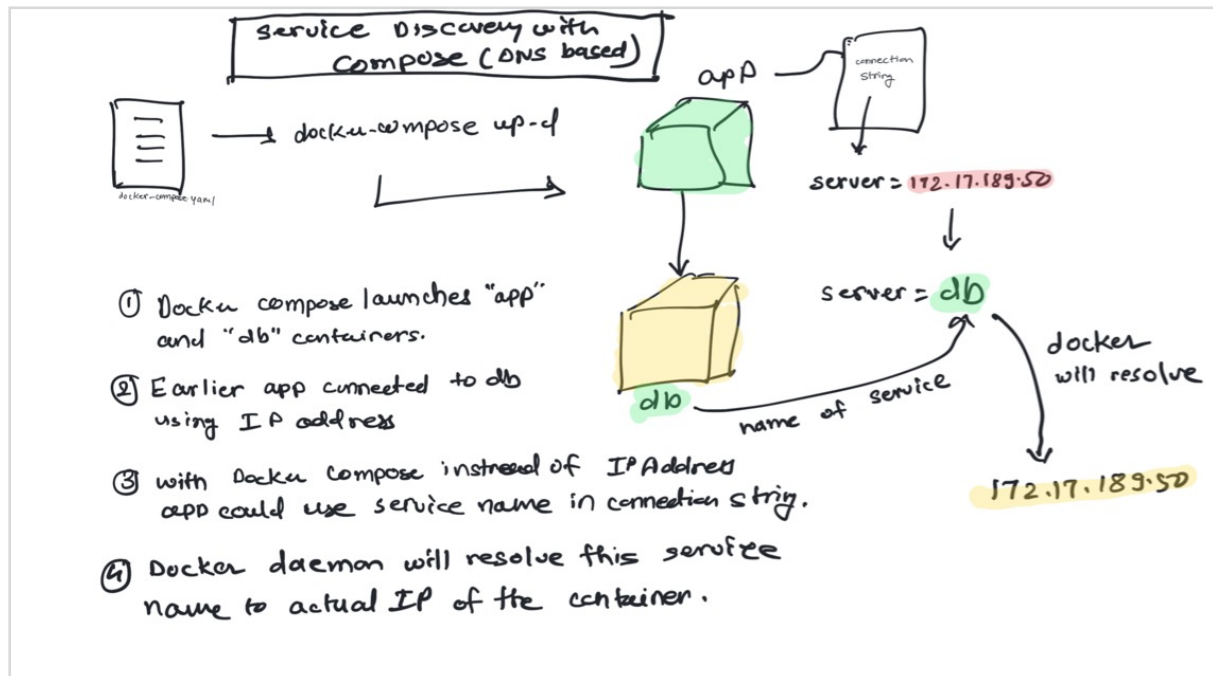 Service Discovery with
Compose (DNS based)
app
connection
string
docker-compose up -d
docker-compose.yaml
server = 172.17.189.50
server = db
① Docker compose launches "app"
and "db" containers.
② Earlier app connected to db
using IP address
③ with Docker compose instread of IP Address
app could use service name in connection string.
④ Docker daemon will resolve this service
name to actual IP of the container.
db
name of service
docker
will resolve
172.17.189.50